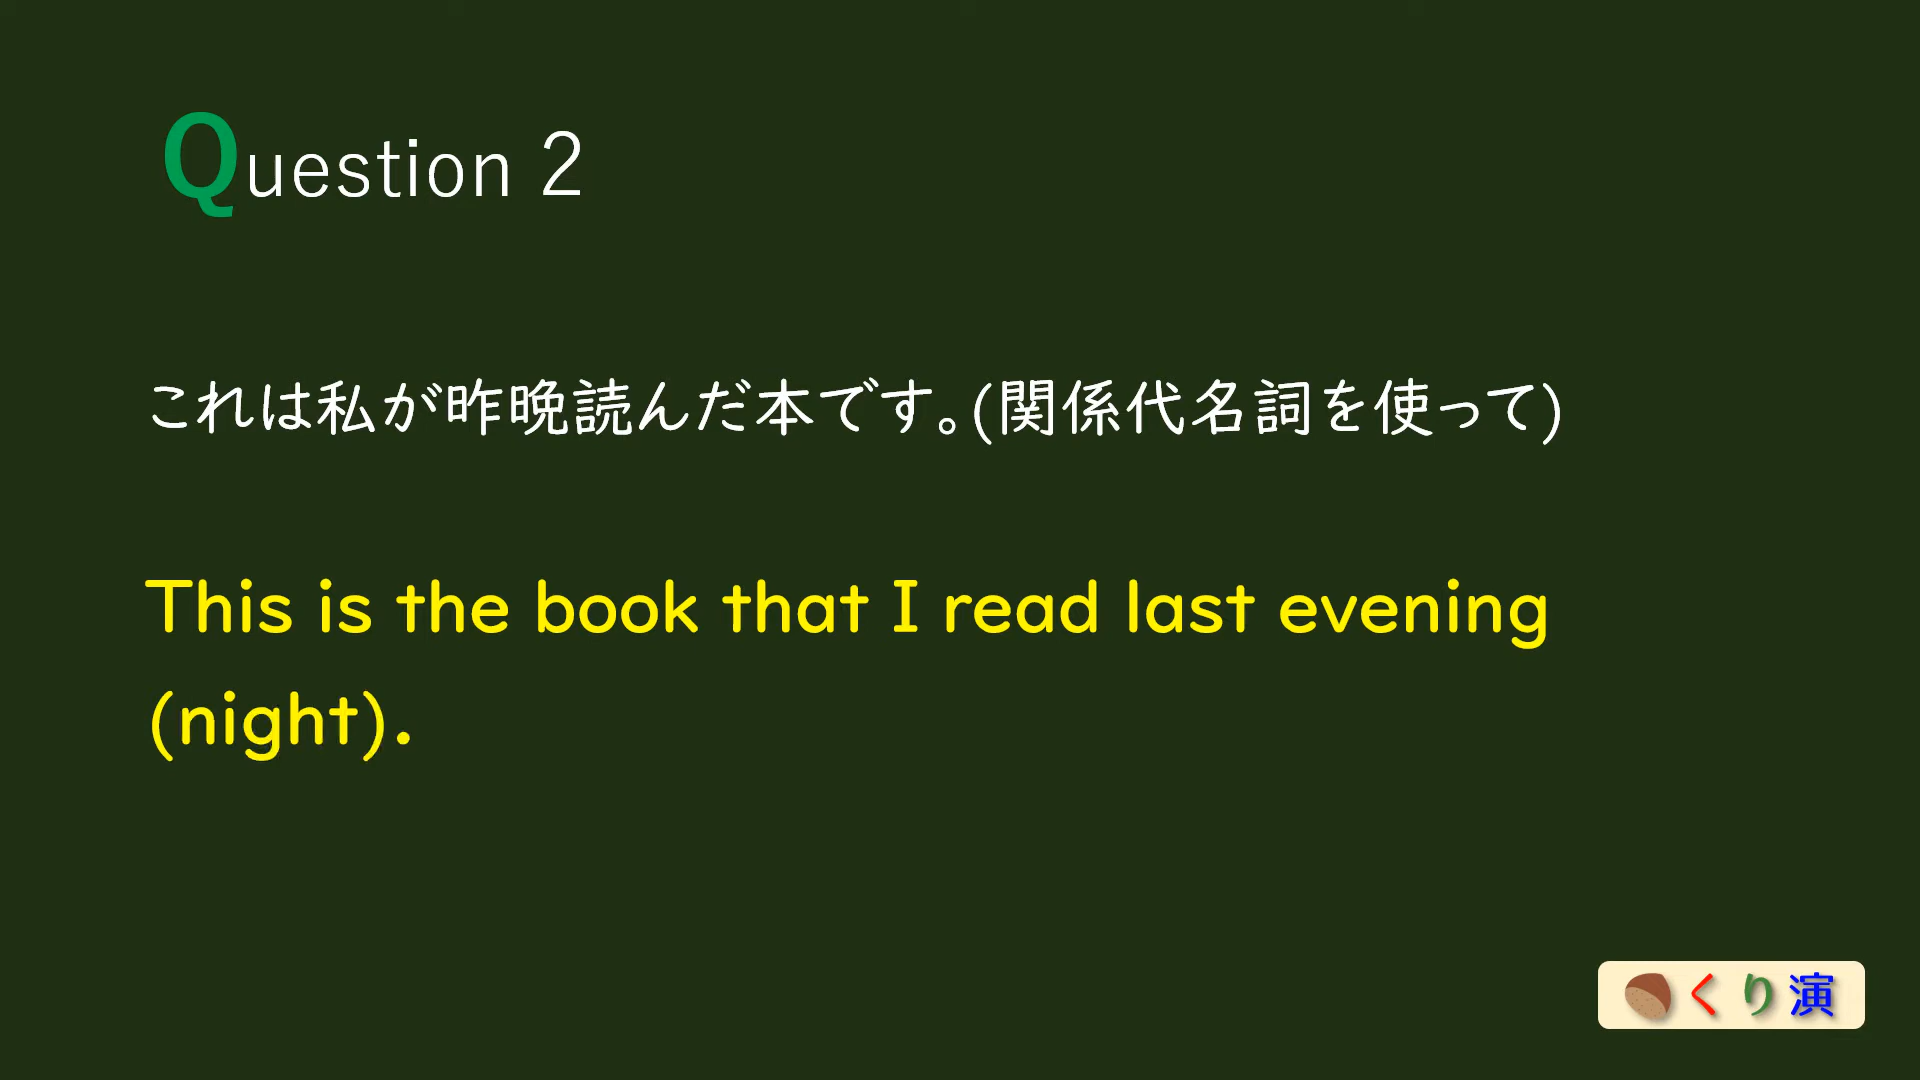 Question 2
これは私が昨晩読んだ本です。(関係代名詞を使って)
This is the book that I read last evening
(night).
くり演